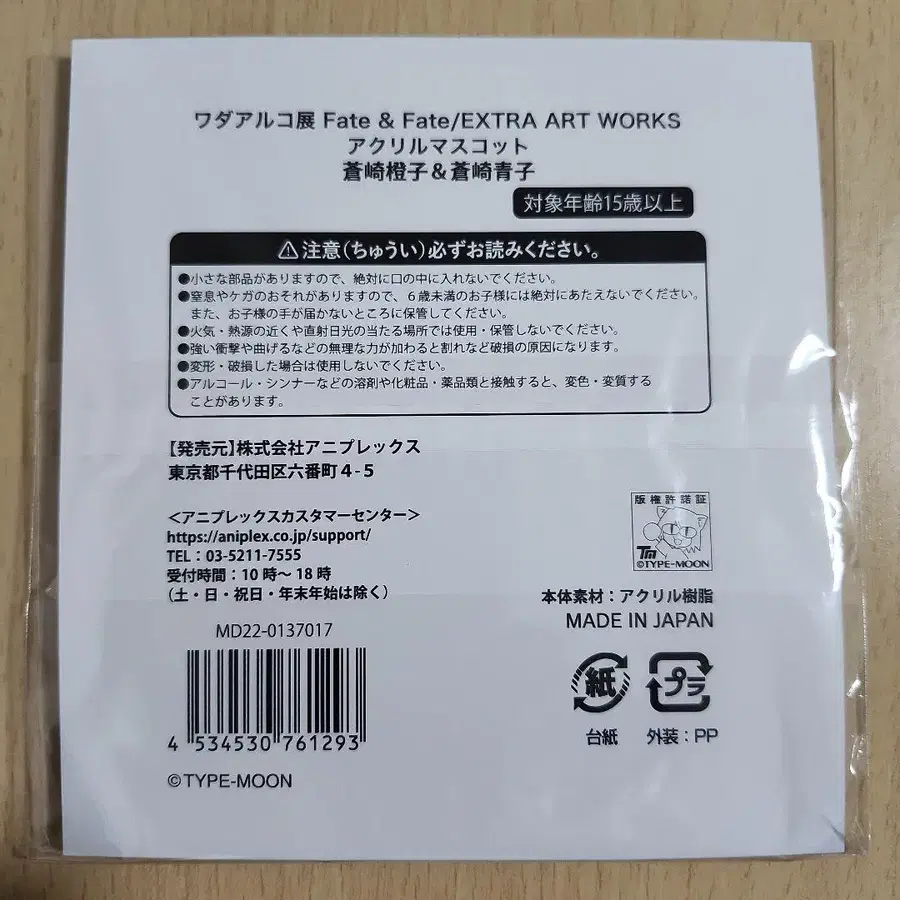 ワダアルコ展 Fate & Fate/EXTRA ART WORKS
アクリルマスコット
蒼崎橙子&蒼崎青子
対象年齢15歳以上
⚠注意(ちゅうい)必ずお読みください。
●小さな部品がありますので、絶対に口の中に入れないでください。
●窒息やケガのおそれがありますので、６歳未満のお子様には絶対にあたえないでください。
また、お子様の手が届かないところに保管してください。
●火気・熱源の近くや直射日光の当たる場所では使用・保管しないでください。
●強い衝撃や曲げるなどの無理な力が加わると割れなど破損の原因になります。
●変形・破損した場合は使用しないでください。
●アルコール・シンナーなどの溶剤や化粧品・薬品類と接触すると、変色・変質する
ことがあります。
【発売元】株式会社アニプレックス
東京都千代田区六番町４-５
＜アニプレックスカスタマーセンター＞
https://aniplex.co.jp/support/
TEL：03-5211-7555
受付時間：10 時～18 時
(土・日・祝日・年末年始は除く)
版権許諾証
TM
©TYPE-MOON
本体素材：アクリル樹脂
MADE IN JAPAN
MD22-0137017
4 534530 761293
紙
プラ
台紙
外装：PP
©TYPE-MOON